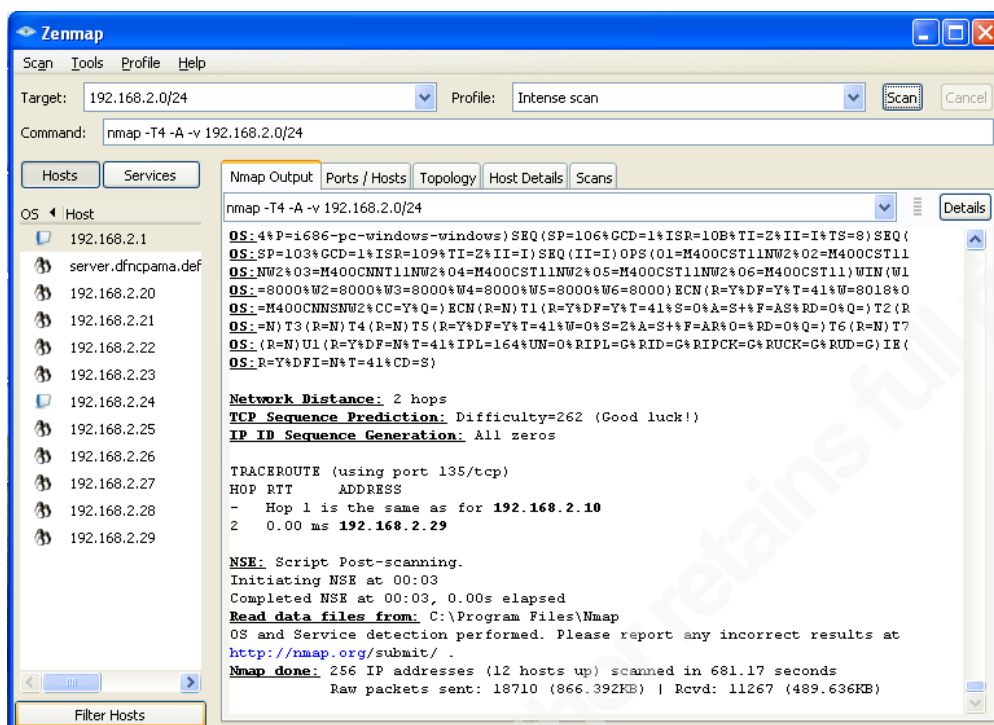 Zenmap
Scan Tools Profile Help
Target: 192.168.2.0/24 Profile: Intense scan Scan Cancel
Command: nmap -T4 -A -v 192.168.2.0/24
Hosts Services
OS Host
192.168.2.1
server.dfncpama.def
192.168.2.20
192.168.2.21
192.168.2.22
192.168.2.23
192.168.2.24
192.168.2.25
192.168.2.26
192.168.2.27
192.168.2.28
192.168.2.29
Filter Hosts
Nmap Output Ports / Hosts Topology Host Details Scans
nmap -T4 -A -v 192.168.2.0/24 Details
OS:4%P=i686-pc-windows-windows)SEQ(SP=106%GCD=1%ISR=10B%TI=Z%II=I%TS=8)SEQ(
OS:SP=103%GCD=1%ISR=109%TI=Z%II=I)SEQ(II=I)OPS(O1=M400CST11NW2%O2=M400CST11
OS:NW2%O3=M400CNNT11NW2%O4=M400CST11NW2%O5=M400CST11NW2%O6=M400CST11)WIN(W1
OS:=8000%W2=8000%W3=8000%W4=8000%W5=8000%W6=8000)ECN(R=Y%DF=Y%T=41%W=8018%O
OS:=M400CNNSNW2%CC=Y%Q=)ECN(R=N)T1(R=Y%DF=Y%T=41%S=O%A=S+%F=AS%RD=0%Q=)T2(R
OS:=N)T3(R=N)T4(R=N)T5(R=Y%DF=Y%T=41%W=0%S=Z%A=S+%F=AR%O=%RD=0%Q=)T6(R=N)T7
OS:(R=N)U1(R=Y%DF=N%T=41%IPL=164%UN=0%RIPL=G%RID=G%RIPCK=G%RUCK=G%RUD=G)IE(
OS:R=Y%DFI=N%T=41%CD=S)
Network Distance: 2 hops
TCP Sequence Prediction: Difficulty=262 (Good luck!)
IP ID Sequence Generation: All zeros
TRACEROUTE (using port 135/tcp)
HOP RTT ADDRESS
- Hop 1 is the same as for 192.168.2.10
2 0.00 ms 192.168.2.29
NSE: Script Post-scanning.
Initiating NSE at 00:03
Completed NSE at 00:03, 0.00s elapsed
Read data files from: C:\Program Files\Nmap
OS and Service detection performed. Please report any incorrect results at
http://nmap.org/submit/ .
Nmap done: 256 IP addresses (12 hosts up) scanned in 681.17 seconds
Raw packets sent: 18710 (866.392KB) | Rcvd: 11267 (489.636KB)
retains full